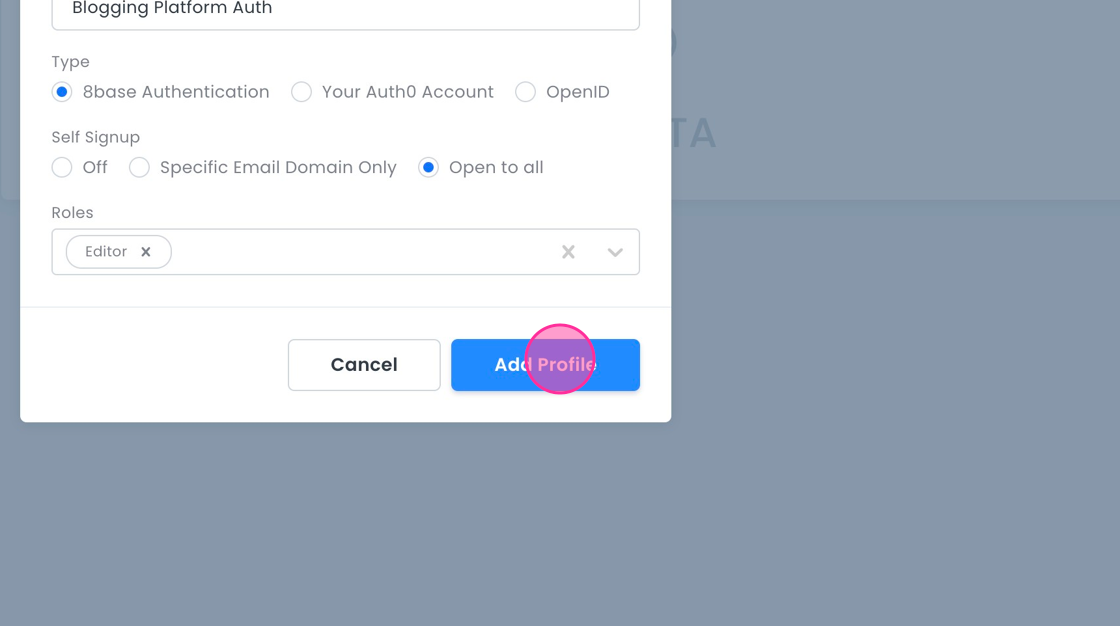 Blogging Platform Auth
Type
8base Authentication Your Auth0 Account OpenID
Self Signup
Off Specific Email Domain Only Open to all
Roles
Editor
Cancel Add Profile
TA